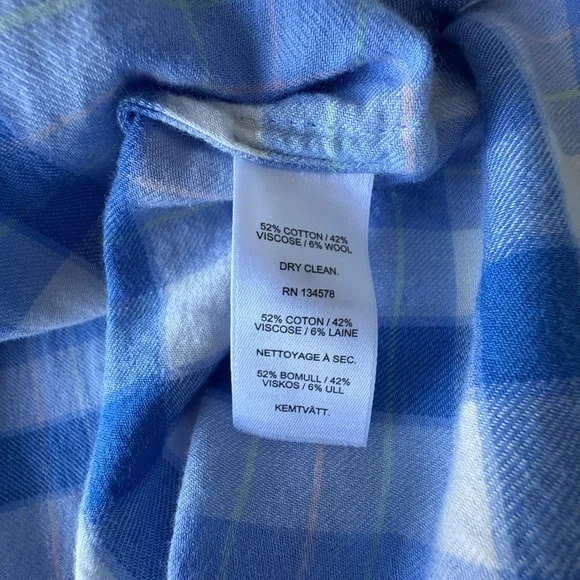 52% COTTON / 42%
VISCOSE / 6% WOOL
DRY CLEAN.
RN 134578
52% COTON / 42%
VISCOSE / 6% LAINE
NETTOYAGE À SEC.
52% BOMULL / 42%
VISKOS / 6% ULL
KEMTVÄTT.